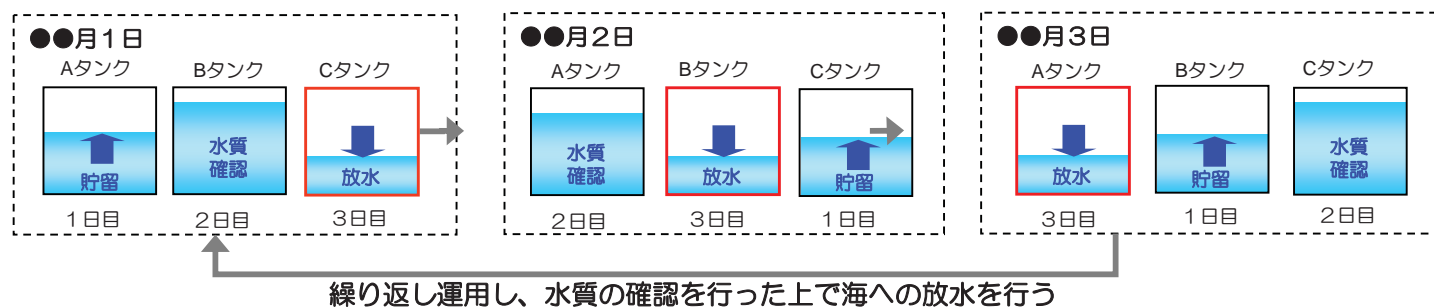 ●●月1日
Aタンク Bタンク Cタンク
貯留
水質
確認
放水
1日目 2日目 3日目
●●月2日
Aタンク Bタンク Cタンク
水質
確認
放水
貯留
2日目 3日目 1日目
●●月3日
Aタンク Bタンク Cタンク
放水
貯留
水質
確認
3日目 1日目 2日目
繰り返し運用し、水質の確認を行った上で海への放水を行う